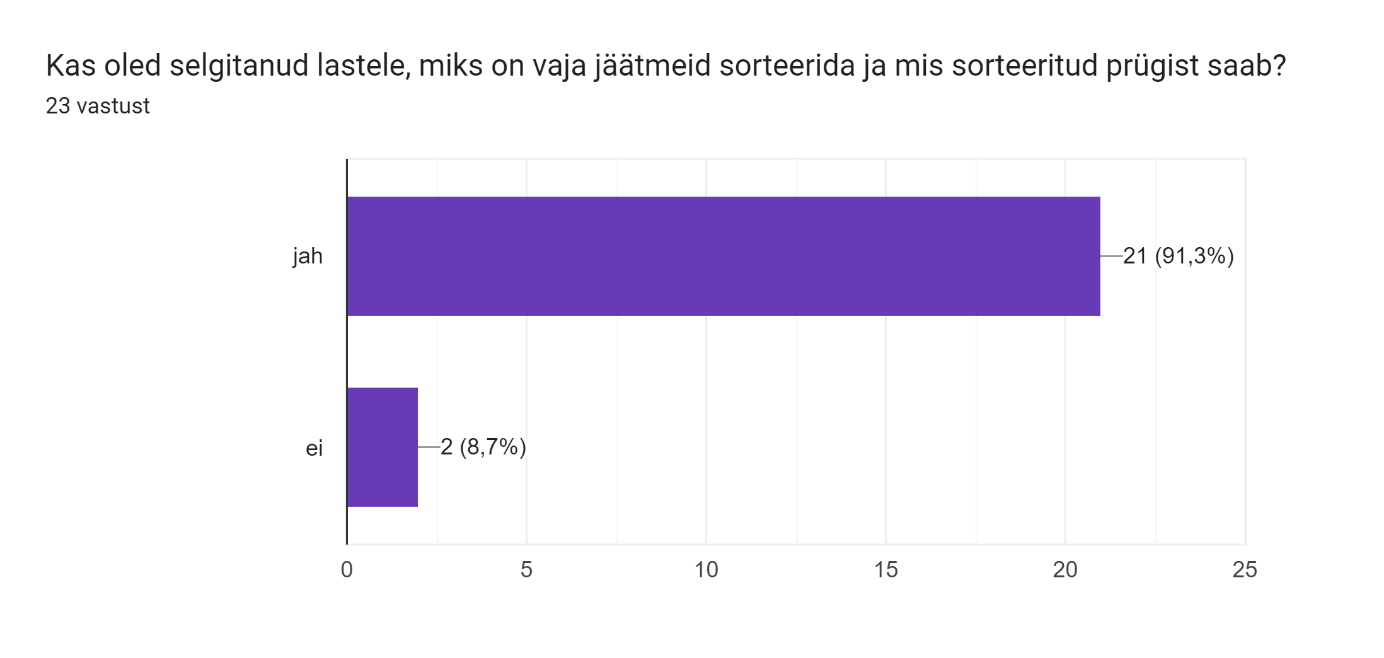 Kas oled selgitanud lastele, miks on vaja jäätmeid sorteerida ja mis sorteeritud prügist saab?
23 vastust
jah
21 (91,3%)
ei
2 (8,7%)
0 5 10 15 20 25